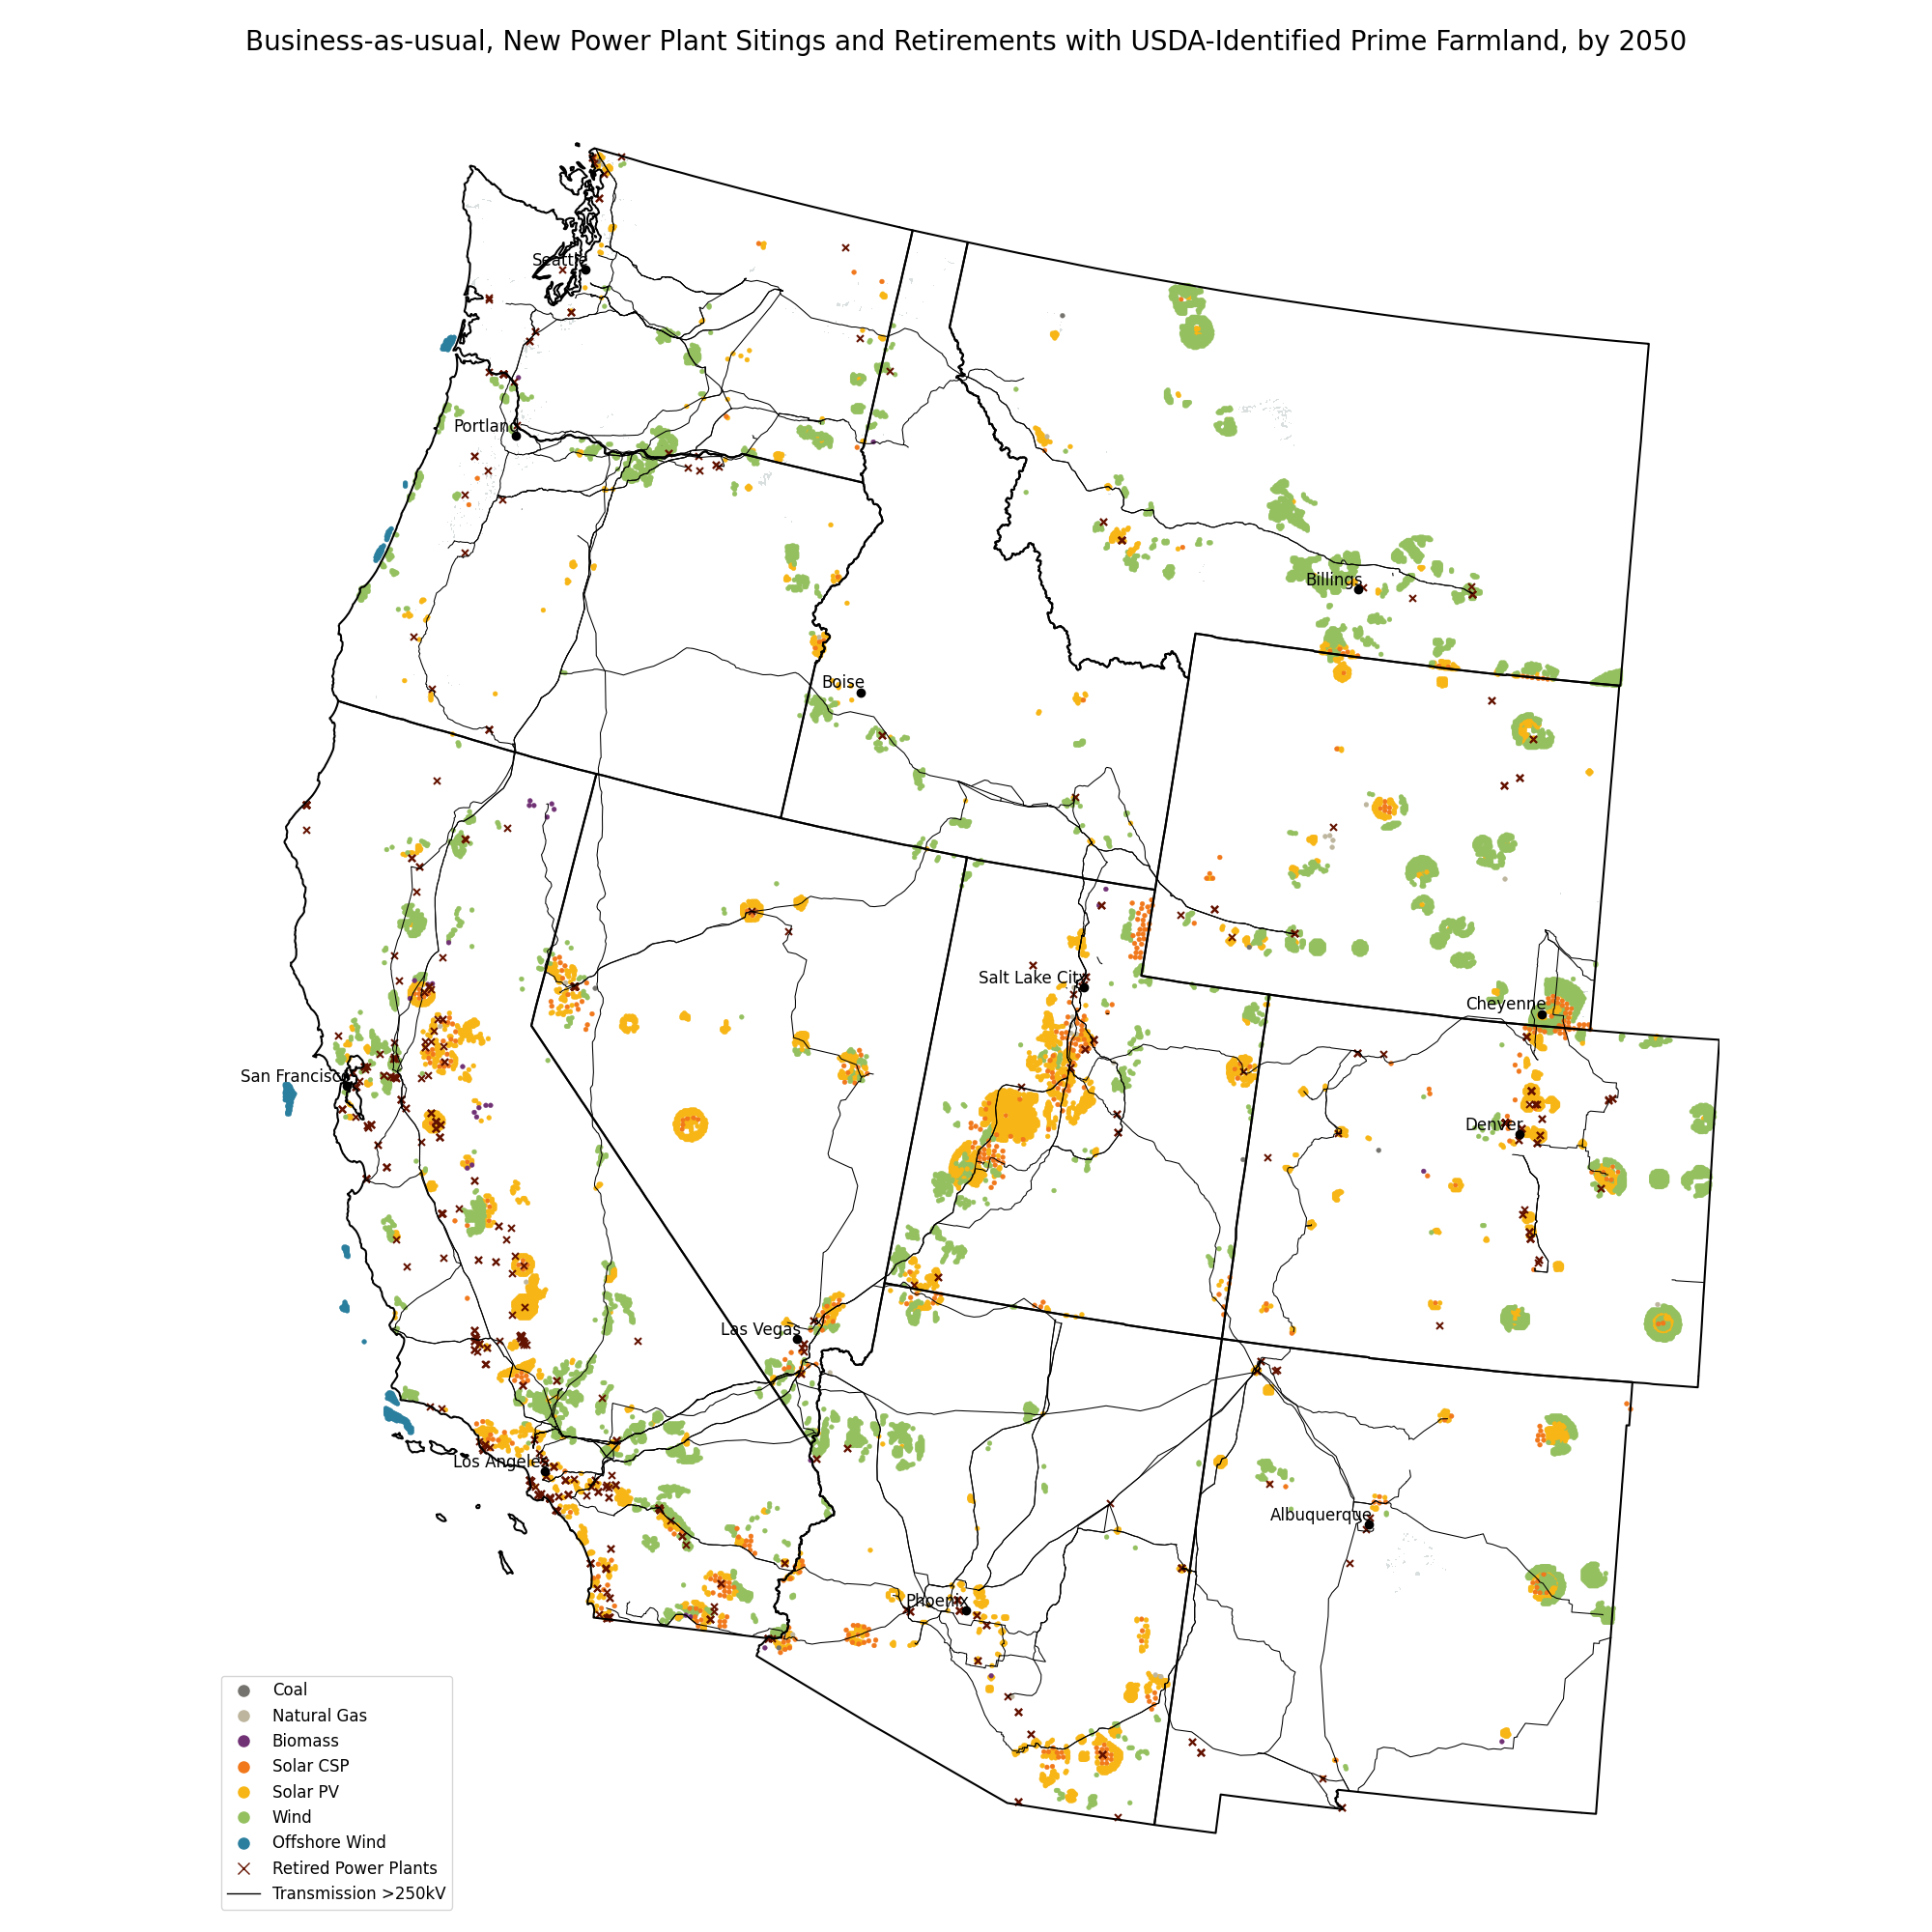 Business-as-usual, New Power Plant Sitings and Retirements with USDA-Identified Prime Farmland, by 2050
Seattle
Portland
Billings
Boise
Salt Lake City
Cheyenne
San Francisco
Denver
Las Vegas
Los Angeles
Albuquerque
Phoenix
Coal
Natural Gas
Biomass
Solar CSP
Solar PV
Wind
Offshore Wind
Retired Power Plants
Transmission >250kV